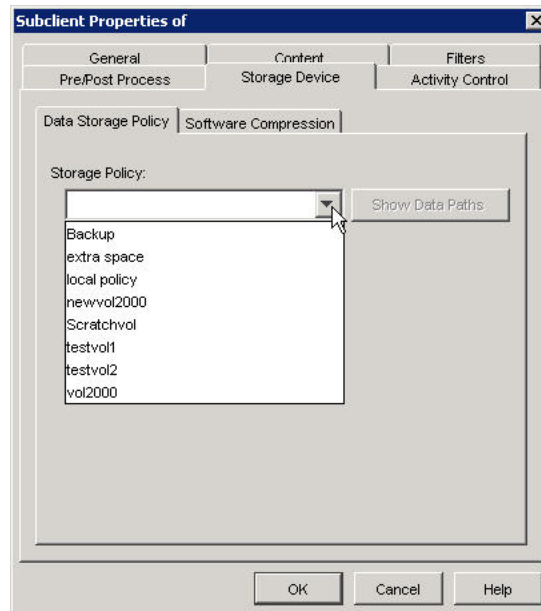 Subclient Properties of
General Content Filters
Pre/Post Process Storage Device Activity Control
Data Storage Policy Software Compression
Storage Policy:
Show Data Paths
Backup
extra space
local policy
newvol2000
Scratchvol
testvol1
testvol2
vol2000
OK Cancel Help